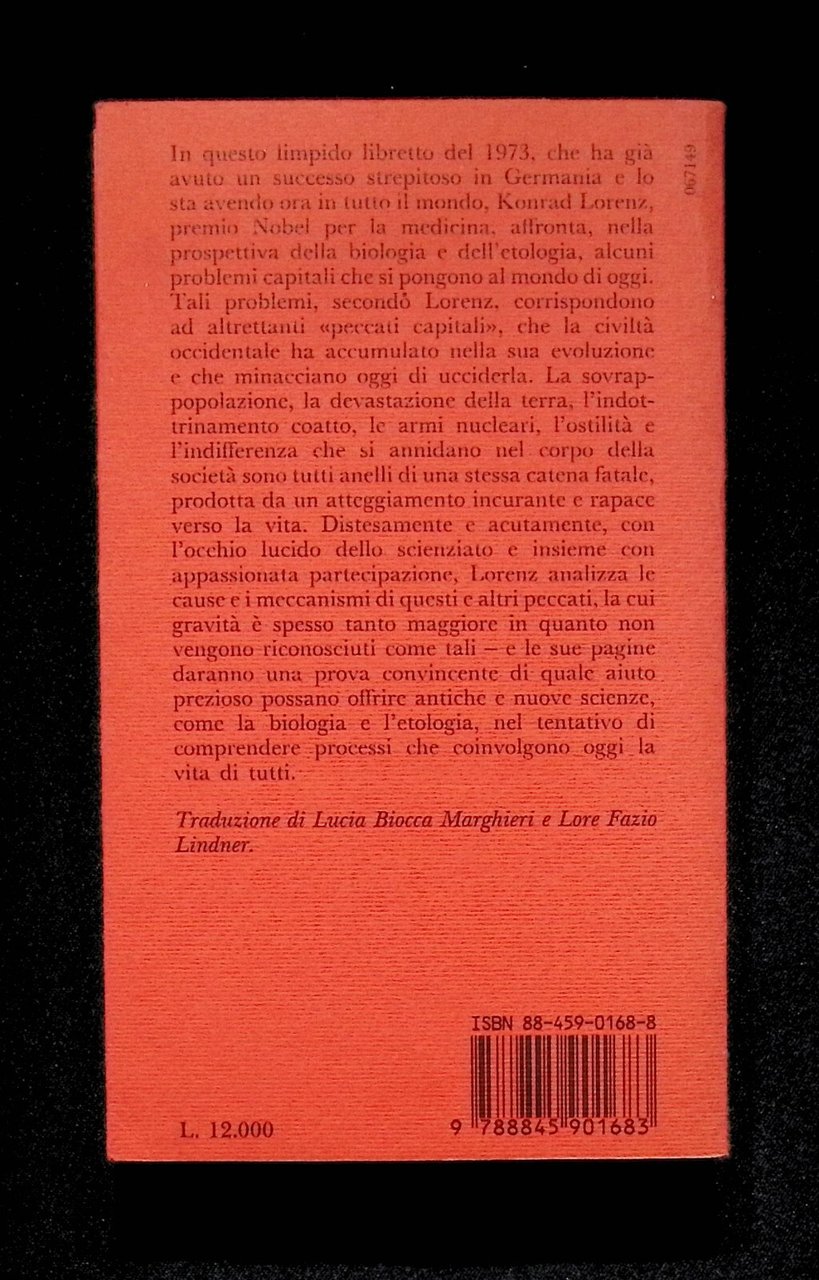 In questo limpido libretto del 1973, che ha già
avuto un successo strepitoso in Germania e lo
sta avendo ora in tutto il mondo, Konrad Lorenz,
premio Nobel per la medicina, affronta, nella
prospettiva della biologia e dell'etologia, alcuni
problemi capitali che si pongono al mondo di oggi.
Tali problemi, secondo Lorenz, corrispondono
ad altrettanti «peccati capitali», che la civiltà
occidentale ha accumulato nella sua evoluzione
e che minacciano oggi di ucciderla. La sovrap-
popolazione, la devastazione della terra, l'indot-
trinamento coatto, le armi nucleari, l'ostilità e
l'indifferenza che si annidano nel corpo della
società sono tutti anelli di una stessa catena fatale,
prodotta da un atteggiamento incurante e rapace
verso la vita. Distesamente e acutamente, con
l'occhio lucido dello scienziato e insieme con
appassionata partecipazione, Lorenz analizza le
cause e i meccanismi di questi e altri peccati, la cui
gravità è spesso tanto maggiore in quanto non
vengono riconosciuti come tali – e le sue pagine
daranno una prova convincente di quale aiuto
prezioso possano offrire antiche e nuove scienze,
come la biologia e l'etologia, nel tentativo di
comprendere processi che coinvolgono oggi la
vita di tutti.
Traduzione di Lucia Biocca Marghieri e Lore Fazio
Lindner.
067149
ISBN 88-459-0168-8
9 788845 901683
L. 12.000